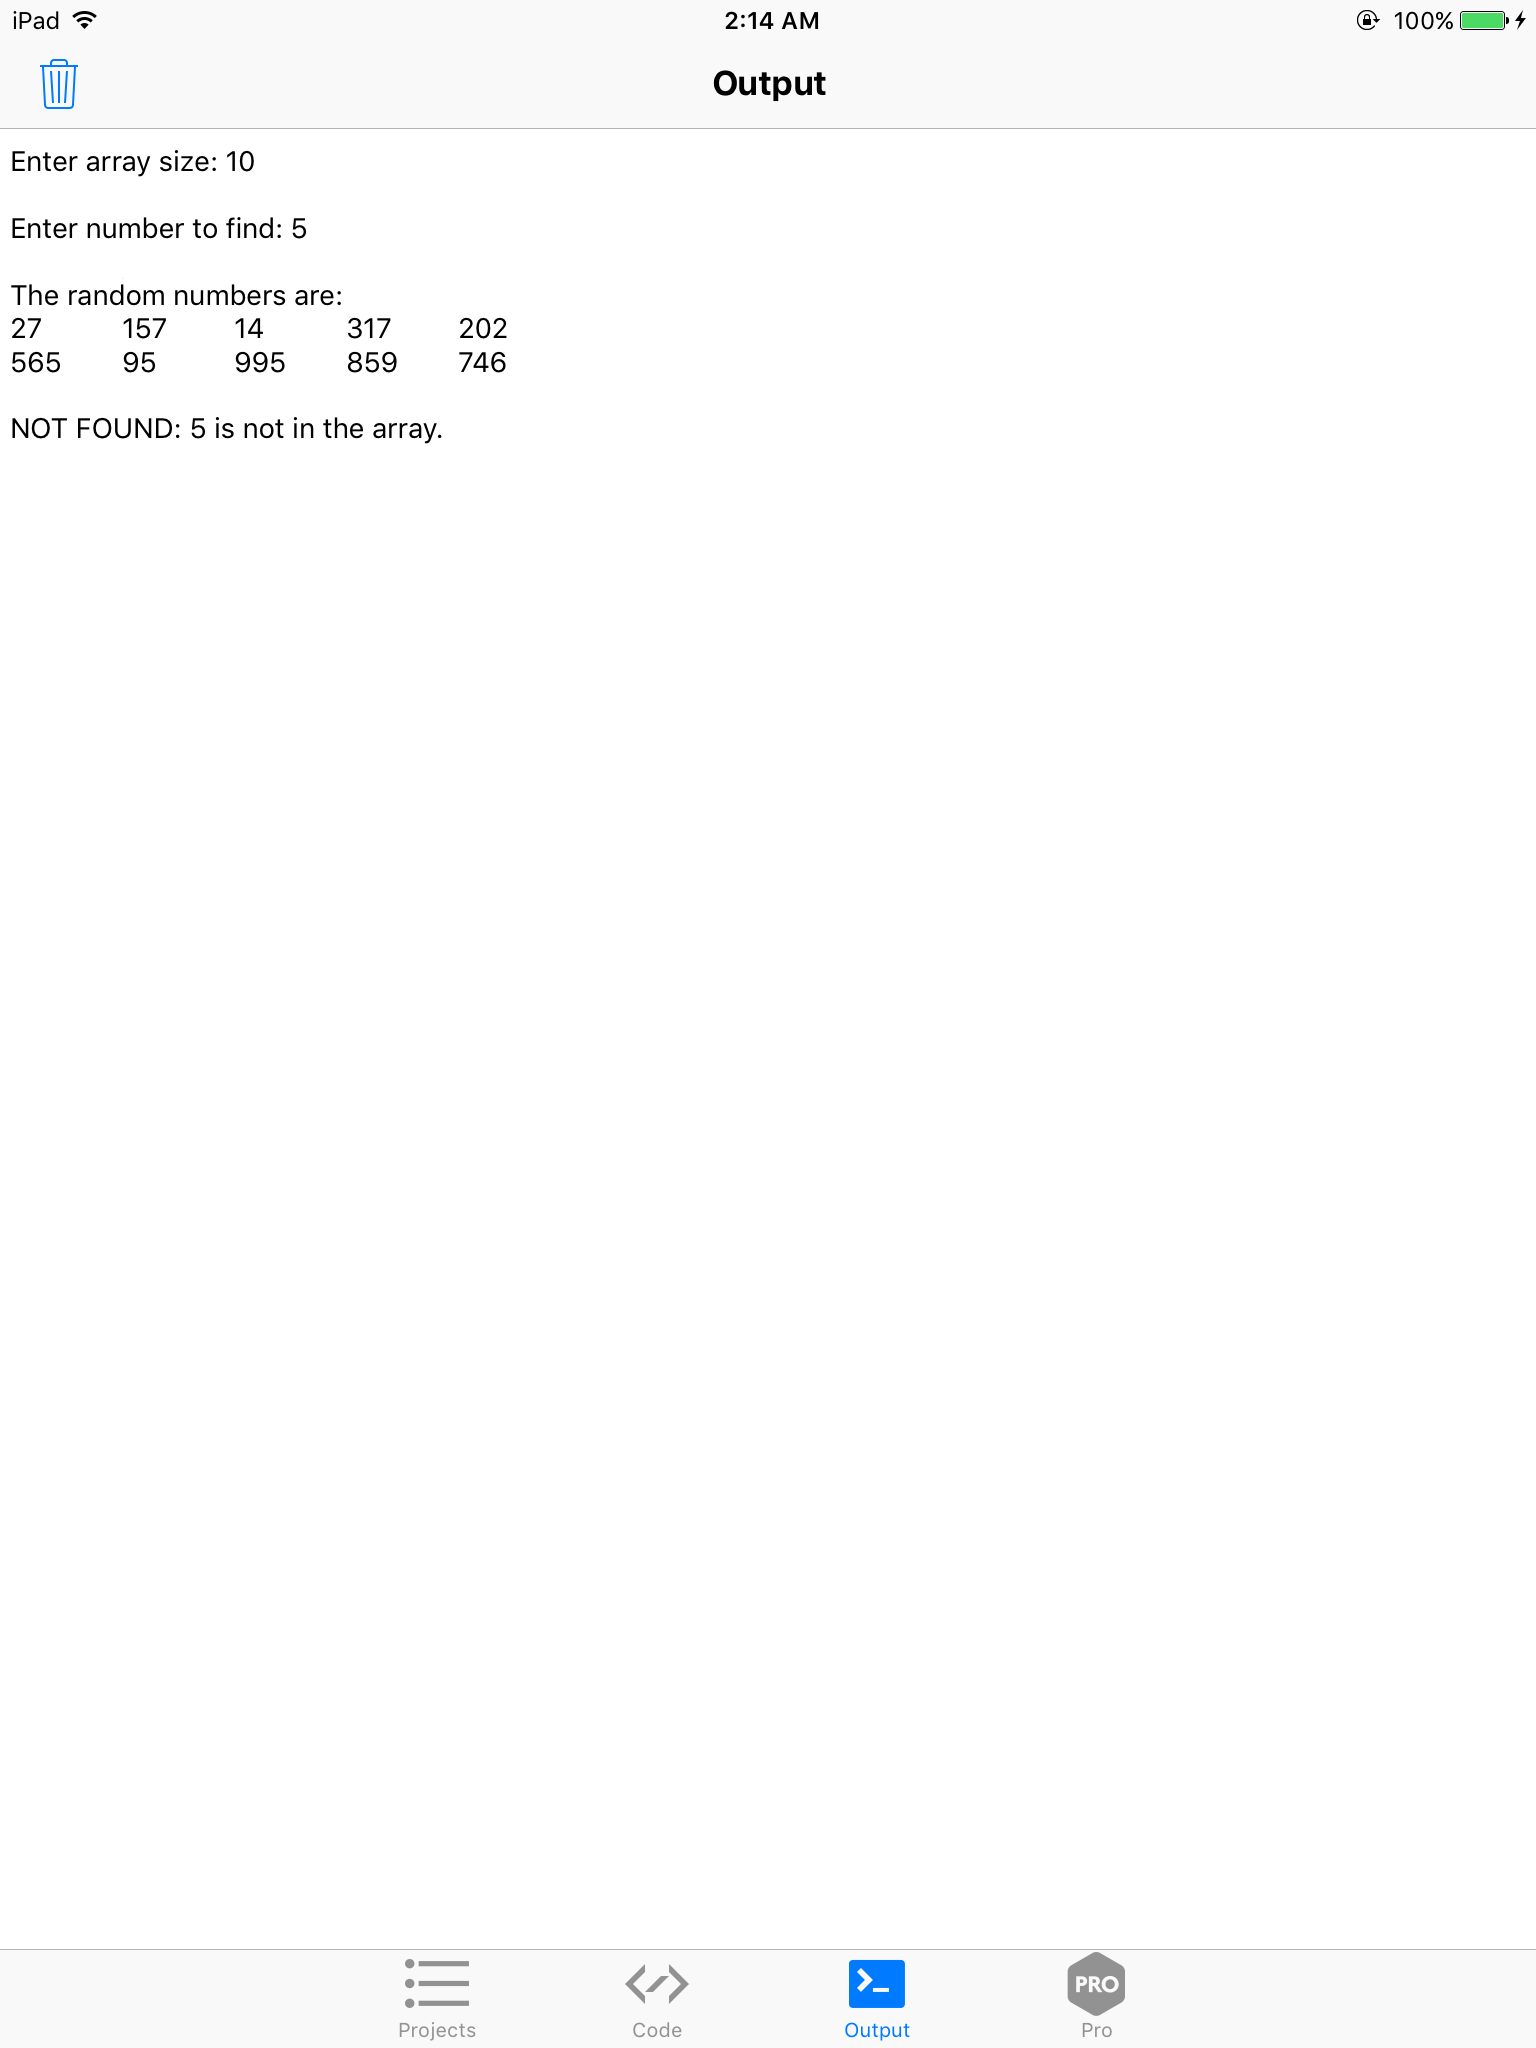 iPad 2:14 AM 100%
Output
Enter array size: 10
Enter number to find: 5
The random numbers are:
27 157 14 317 202
565 95 995 859 746
NOT FOUND: 5 is not in the array.
PRO
Projects Code Output Pro